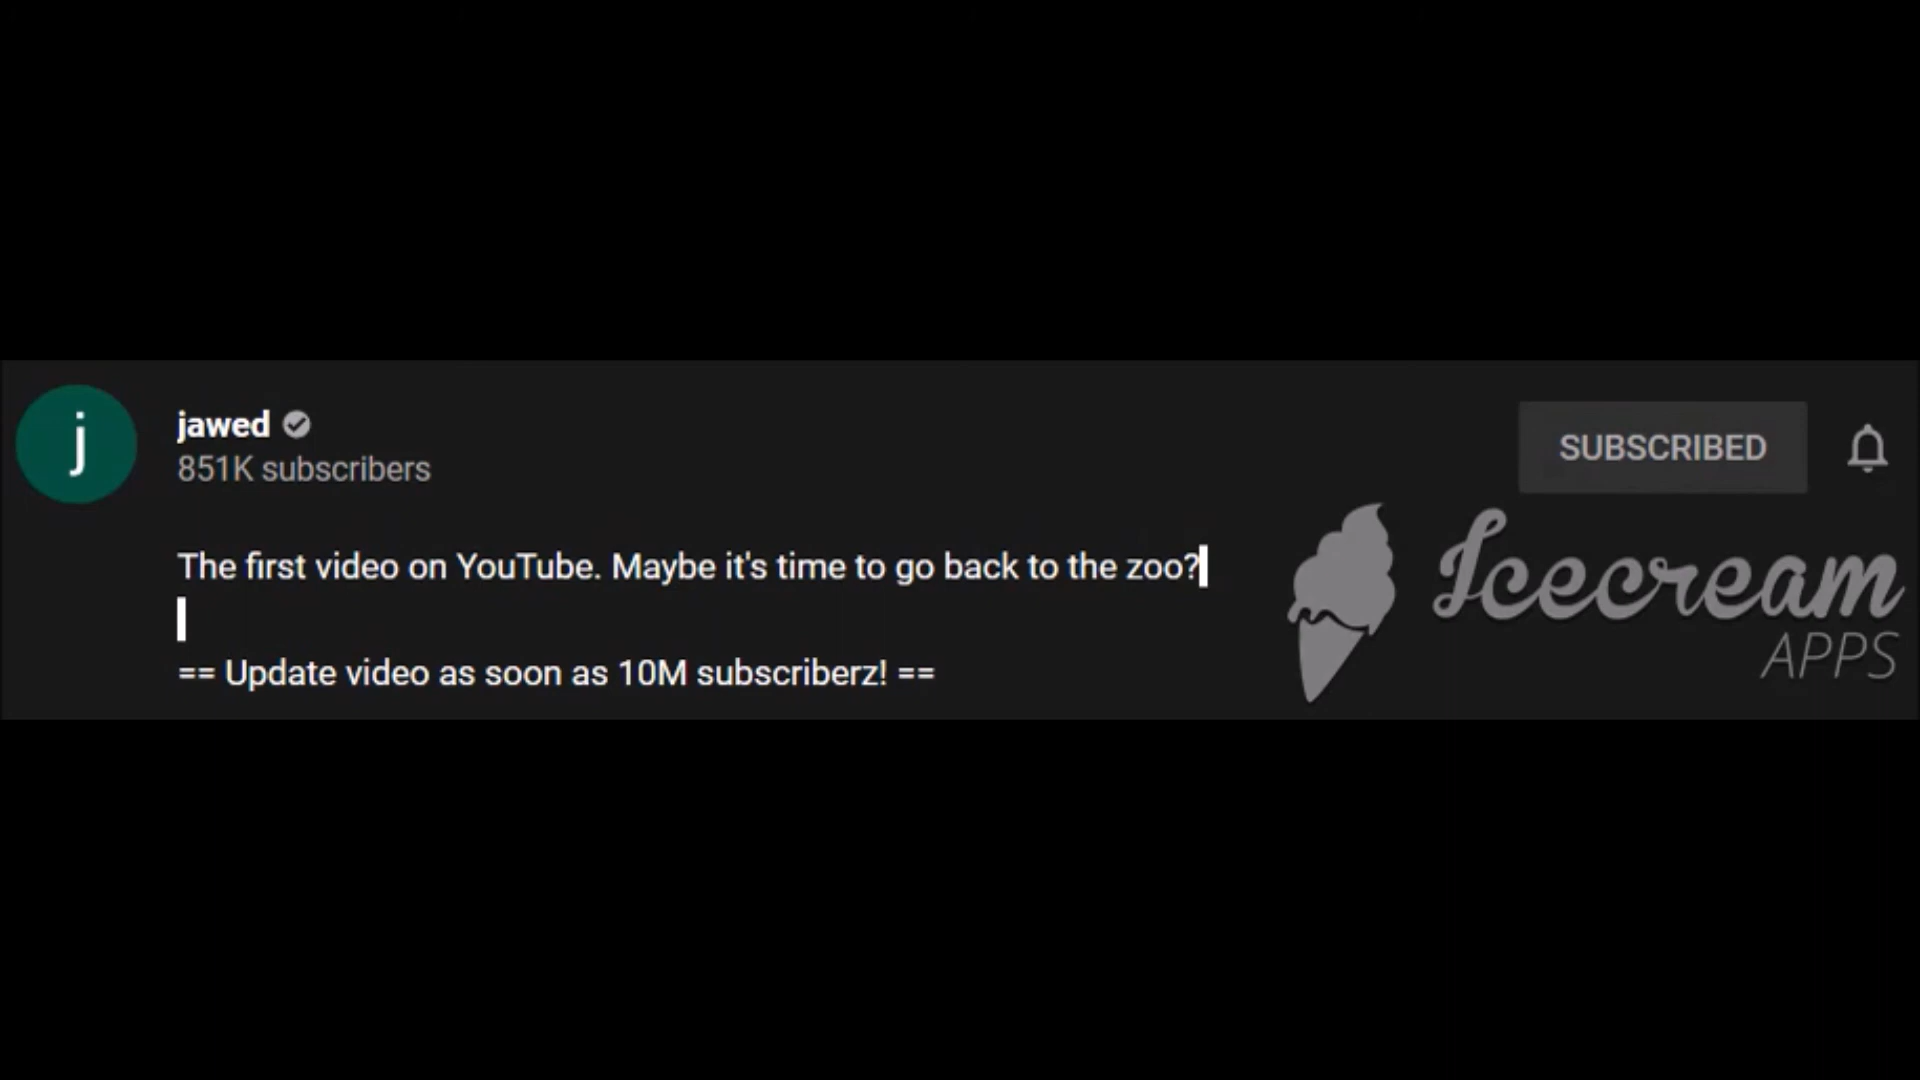 j
jawed
851K subscribers
SUBSCRIBED
The first video on YouTube. Maybe it's time to go back to the zoo?
== Update video as soon as 10M subscriberz! ==
Icecream
APPS